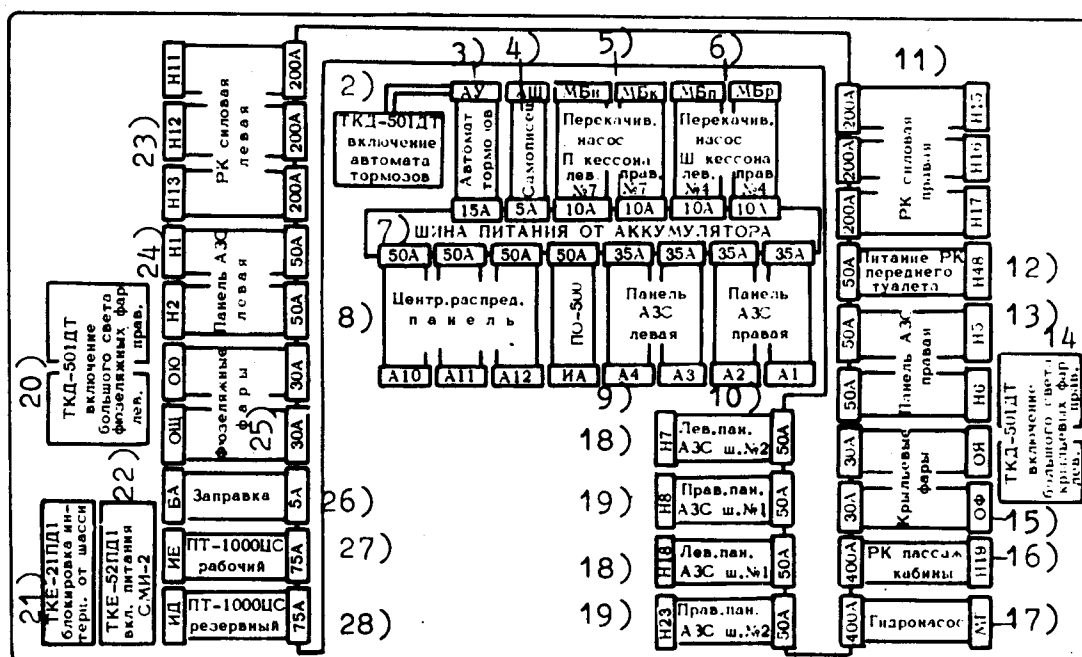 23)
Н11
Н12
Н13
РК силовая
левая
200А
200А
200А
24)
Н1
Н2
Панель АЗС
левая
50А
50А
20)
ТКД-501ДТ
включение
большого света
фюзеляжных фар
лев. прав.
ОЮ
ОЩ
Фюзеляжные
фары
25)
30А
30А
22)
БА
Заправка
5А
26)
21)
ТКЕ-21ПД1
блокировка ин-
терц. от шасси
ТКЕ-52ПД1
вкл. питания
СМИ-2
ИЕ
ПТ-1000ЦС
рабочий
75А
27)
ИД
ПТ-1000ЦС
резервный
75А
28)
2)
ТКД-501ДТ
включение
автомата
тормозов
3)
АУ
Автомат
тормозов
15А
4)
АШ
Самописец
5А
5)
МБн
МБк
Перекачив.
насос
П кессона
лев. прав.
№7 №7
10А
10А
6)
МБп
МБр
Перекачив.
насос
Ш кессона
лев. прав.
№4 №4
10А
10А
7)
ШИНА ПИТАНИЯ ОТ АККУМУЛЯТОРА
50А
50А
50А
50А
35А
35А
35А
35А
8)
Центр.распред.
панель
ПО-500
Панель
АЗС
левая
Панель
АЗС
правая
А10
А11
А12
ИА
А4
А3
А2
А1
9)
10)
18)
Н7
Лев.пан.
АЗС ш.№2
50А
19)
Н8
Прав.пан.
АЗС ш.№1
50А
18)
Н18
Лев.пан.
АЗС ш.№1
50А
19)
Н23
Прав.пан.
АЗС ш.№2
50А
11)
200А
200А
200А
РК силовая
правая
Н15
Н16
Н17
50А
Питание РК
переднего
туалета
Н48
12)
50А
50А
Панель АЗС
правая
Н5
Н6
13)
14
ТКД-501ДТ
включение
большого света
крыльевых фар
лев. прав.
30А
30А
Крыльевые
фары
ОЯ
ОФ
15)
400А
РК пассаж
кабины
Н19
16)
400А
Гидронасос
17)